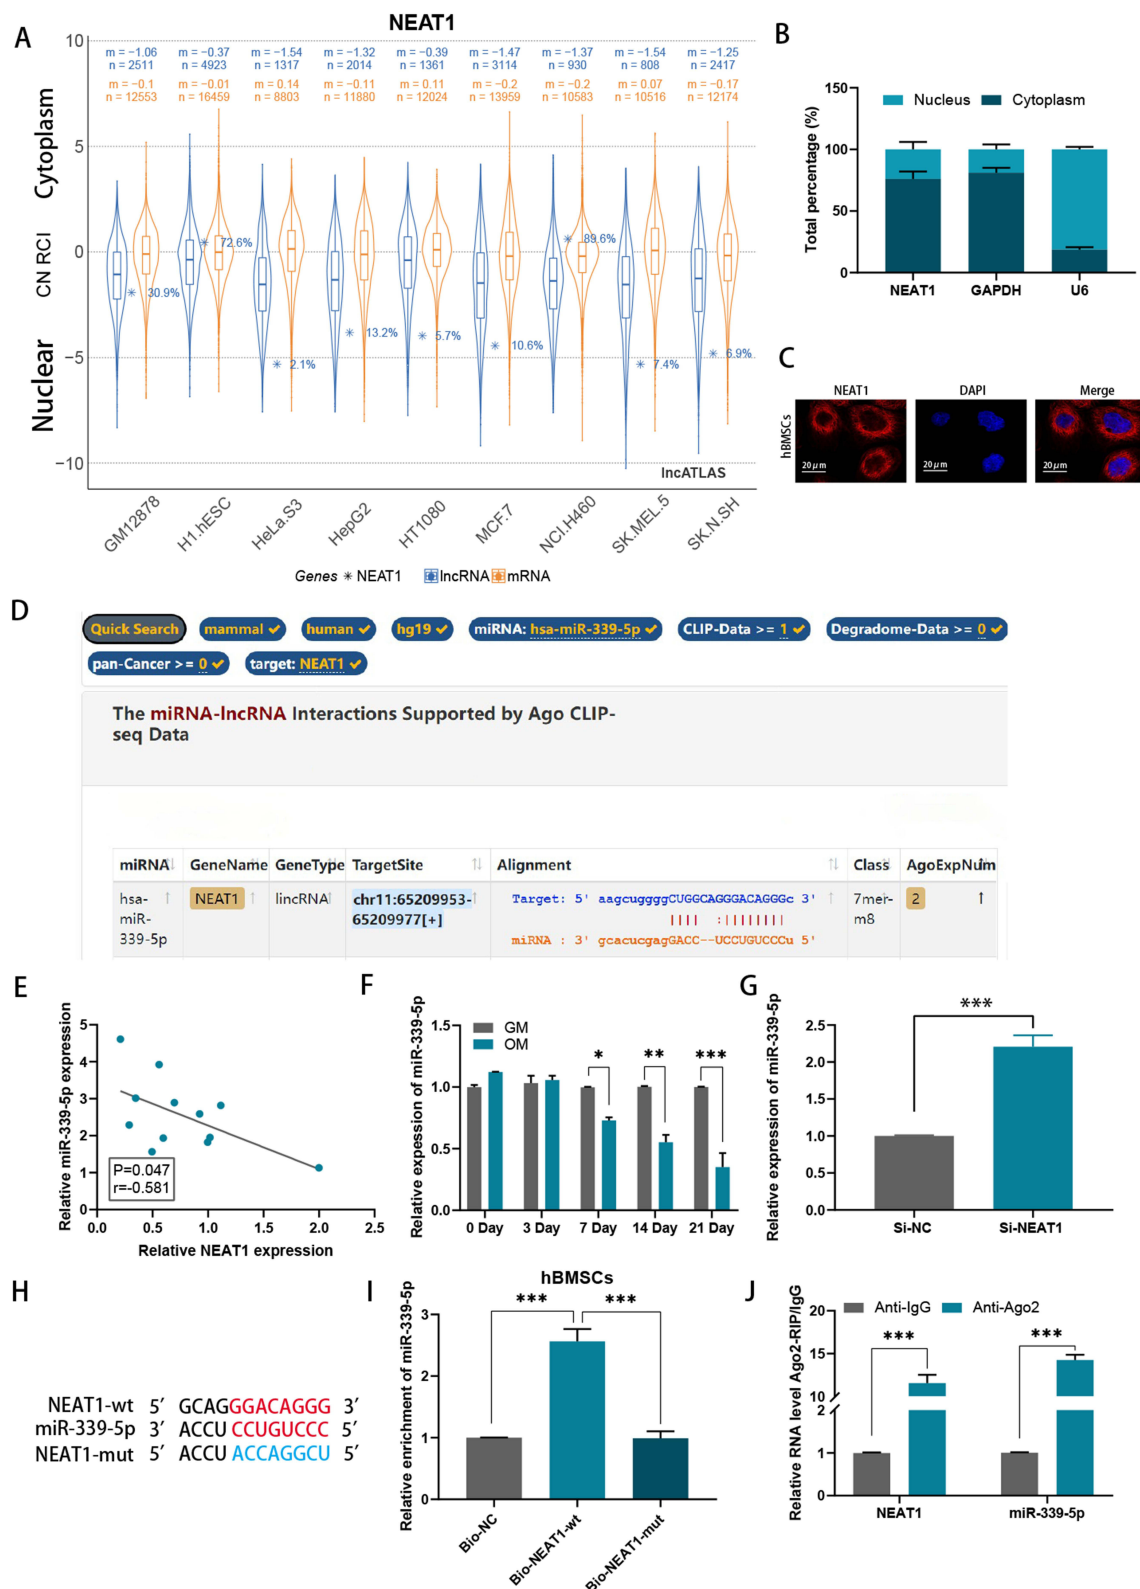 A
NEAT1
Cytoplasm
CN RCI
Nuclear
10
5
0
−5
−10
m = −1.06 m = −0.37 m = −1.54 m = −1.32 m = −0.39 m = −1.47 m = −1.37 m = −1.54 m = −1.25
n = 2511 n = 4923 n = 1317 n = 2014 n = 1361 n = 3114 n = 930 n = 808 n = 2417
m = −0.1 m = −0.01 m = 0.14 m = −0.11 m = 0.11 m = −0.2 m = −0.2 m = 0.07 m = −0.17
n = 12553 n = 16459 n = 8803 n = 11880 n = 12024 n = 13959 n = 10583 n = 10516 n = 12174
30.9% 72.6% 2.1% 13.2% 5.7% 10.6% 89.6% 7.4% 6.9%
lncATLAS
GM12878 H1.hESC HeLa.S3 HepG2 HT1080 MCF.7 NCI.H460 SK.MEL.5 SK.N.SH
Genes * NEAT1 lncRNA mRNA
B
Total percentage (%)
150
100
50
0
Nucleus Cytoplasm
NEAT1 GAPDH U6
C
NEAT1 DAPI Merge
hBMSCs
20 μm 20 μm 20 μm
D
Quick Search mammal ✔ human ✔ hg19 ✔ miRNA: hsa-miR-339-5p ✔ CLIP-Data >= 1 ✔ Degradome-Data >= 0 ✔
pan-Cancer >= 0 ✔ target: NEAT1 ✔
The miRNA-lncRNA Interactions Supported by Ago CLIP-
seq Data
miRNA GeneName GeneType TargetSite Alignment Class AgoExpNum
hsa-miR-339-5p NEAT1 lincRNA chr11:65209953-65209977[+] 7mer-m8 2
Target: 5' aagcuggggCUGGCAGGGACAGGGc 3'
miRNA : 3' gcacucgagGACC--UCCUGUCCCu 5'
E
Relative miR-339-5p expression
5
4
3
2
1
0
P=0.047
r=-0.581
0.0 0.5 1.0 1.5 2.0 2.5
Relative NEAT1 expression
F
Relative expression of miR-339-5p
1.5
1.0
0.5
0.0
GM
OM
* ** ***
0 Day 3 Day 7 Day 14 Day 21 Day
G
Relative expression of miR-339-5p
2.5
2.0
1.5
1.0
0.5
0.0
***
Si-NC Si-NEAT1
H
NEAT1-wt 5′ GCAGGGACAGGG 3′
miR-339-5p 3′ ACCU CCUGUCCC 5′
NEAT1-mut 5′ ACCU ACCAGGCU 5′
I
hBMSCs
Relative enrichment of miR-339-5p
3
2
1
0
*** ***
Bio-NC Bio-NEAT1-wt Bio-NEAT1-mut
J
Relative RNA level Ago2-RIP/IgG
20
15
10
2
1
0
Anti-IgG Anti-Ago2
*** ***
NEAT1 miR-339-5p